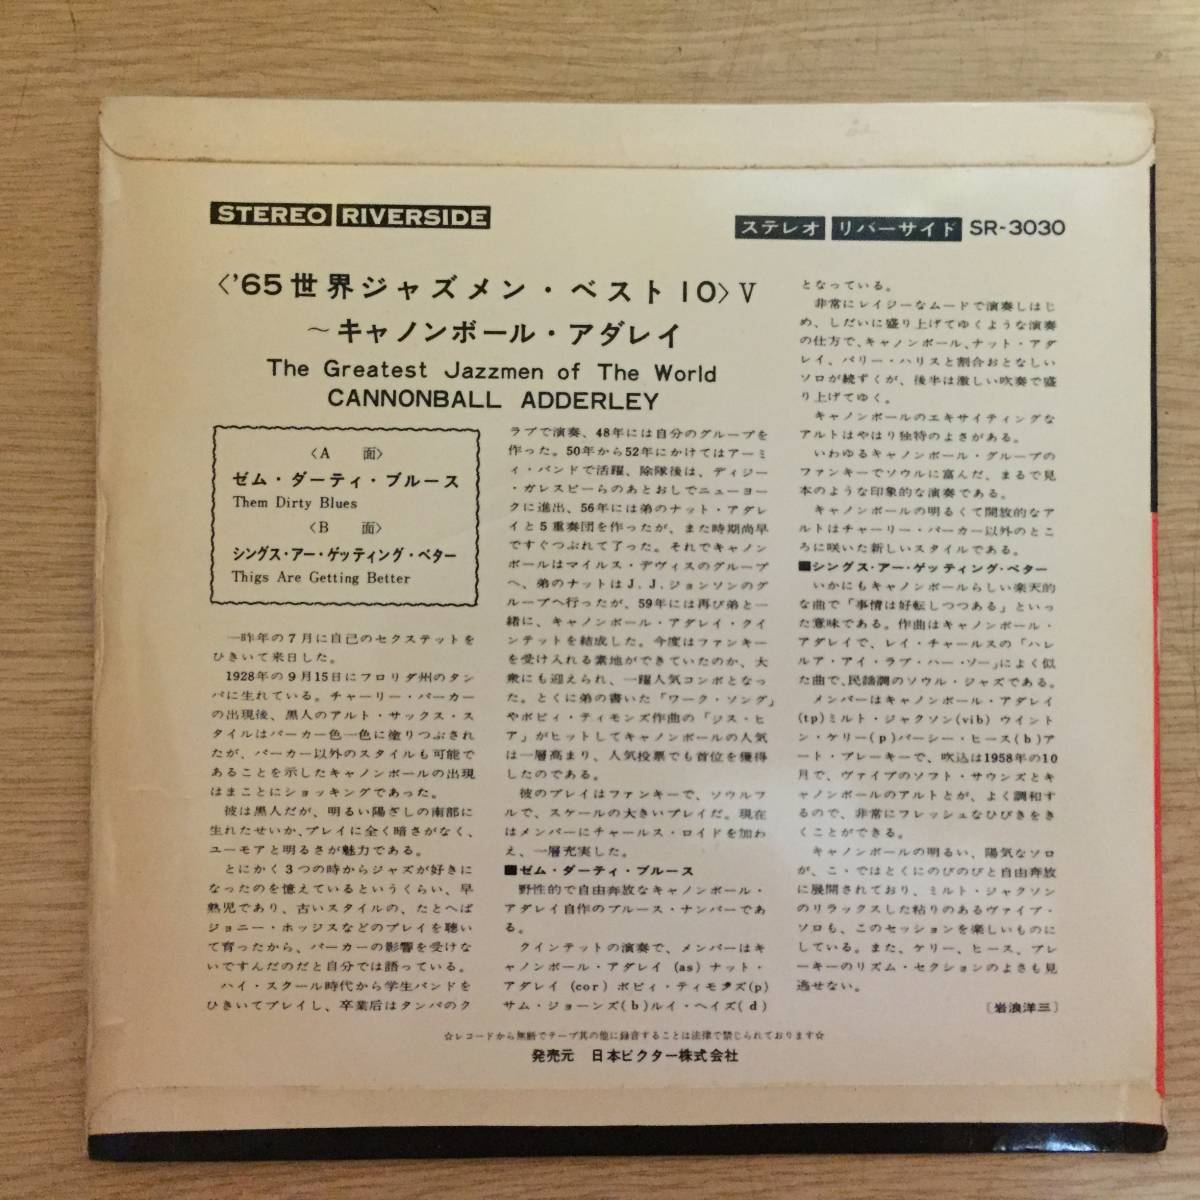 STEREO RIVERSIDE
ステレオ リバーサイド SR-3030
〈'65世界ジャズメン・ベスト10〉V
～キャノンボール・アダレイ
The Greatest Jazzmen of The World
CANNONBALL ADDERLEY
〈A 面〉
ゼム・ダーティ・ブルース
Them Dirty Blues
〈B 面〉
シングス・アー・ゲッティング・ベター
Thigs Are Getting Better
一昨年の7月に自己のセクステットを
ひきいて来日した。
1928年の9月15日にフロリダ州のタン
パに生れている。チャーリー・パーカー
の出現後、黒人のアルト・サックス・ス
タイルはパーカー色一色に塗りつぶされ
たが、パーカー以外のスタイルも可能で
あることを示したキャノンボールの出現
はまことにショッキングであった。
彼は黒人だが、明るい陽ざしの南部に
生れたせいか、プレイに全く暗さがなく、
ユーモアと明るさが魅力である。
とにかく3つの時からジャズが好きに
なったのを憶えているというくらい、早
熟児であり、古いスタイルの、たとへば
ジョニー・ホッジスなどのプレイを聴い
て育ったから、パーカーの影響を受けな
いですんだのだと自分では語っている。
ハイ・スクール時代から学生バンドを
ひきいてプレイし、卒業后はタンパのク
ラブで演奏、48年には自分のグループを
作った。50年から52年にかけてはアーミ
ィ・バンドで活躍、除隊後は、ディジー
・ガレスピーらのあとおしでニューヨー
クに進出、56年には弟のナット・アダレ
イと5重奏団を作ったが、また時期尚早
ですぐつぶれて了った。それでキャノン
ボールはマイルス・デヴィスのグループ
へ、弟のナットはJ.J.ジョンソンのグ
ループへ行ったが、59年には再び弟と一
緒に、キャノンボール・アダレイ・クイ
ンテットを結成した。今度はファンキー
を受け入れる素地ができていたのか、大
衆にも迎えられ、一躍人気コンボとなっ
た。とくに弟の書いた「ワーク・ソング」
やボビィ・ティモンズ作曲の「ジス・ヒ
ア」がヒットしてキャノンボールの人気
は一層高まり、人気投票でも首位を獲得
したのである。
彼のプレイはファンキーで、ソウルフ
ルで、スケールの大きいプレイだ。現在
はメンバーにチャールス・ロイドを加わ
え、一層充実した。
■ゼム・ダーティ・ブルース
野性的で自由奔放なキャノンボール・
アダレイ自作のブルース・ナンバーであ
る。
クインテットの演奏で、メンバーはキ
ャノンボール・アダレイ(as)ナット・
アダレイ(cor)ボビィ・ティモンズ(p)
サム・ジョーンズ(b)ルイ・ヘイズ(d)
となっている。
非常にレイジーなムードで演奏しはじ
め、しだいに盛り上げてゆくような演奏
の仕方で、キャノンボール、ナット・アダ
レイ、バリー・ハリスと割合おとなしい
ソロが続ずくが、後半は激しい吹奏で盛
り上げてゆく。
キャノンボールのエキサイティングな
アルトはやはり独特のよさがある。
いわゆるキャノンボール・グループの
ファンキーでソウルに富んだ、まるで見
本のような印象的な演奏である。
キャノンボールの明るくて開放的なア
ルトはチャーリー・パーカー以外のとこ
ろに咲いた新しいスタイルである。
■シングス・アー・ゲッティング・ベター
いかにもキャノンボールらしい楽天的
な曲で「事情は好転しつつある」といっ
た意味である。作曲はキャノンボール・
アダレイで、レイ・チャールスの「ハレ
ルア・アイ・ラブ・ハー・ソー」によく似
た曲で、民謡調のソウル・ジャズである。
メンバーはキャノンボール・アダレイ
(tp)ミルト・ジャクソン(vib)ウイント
ン・ケリー(p)パーシー・ヒース(b)ア
ート・ブレーキーで、吹込は1958年の10
月で、ヴァイブのソフト・サウンズとキ
ャノンボールのアルトとが、よく調和す
るので、非常にフレッシュなひびきをき
くことができる。
キャノンボールの明るい、陽気なソロ
が、こゝではとくにのびのびと自由奔放
に展開されており、ミルト・ジャクソン
のリラックスした粘りのあるヴァイブ・
ソロも、このセッションを楽しいものに
している。また、ケリー、ヒース、ブレ
ーキーのリズム・セクションのよさも見
逃せない。
〔岩浪洋三〕
☆レコードから無断でテープ其の他に録音することは法律で禁じられております☆
発売元 日本ビクター株式会社